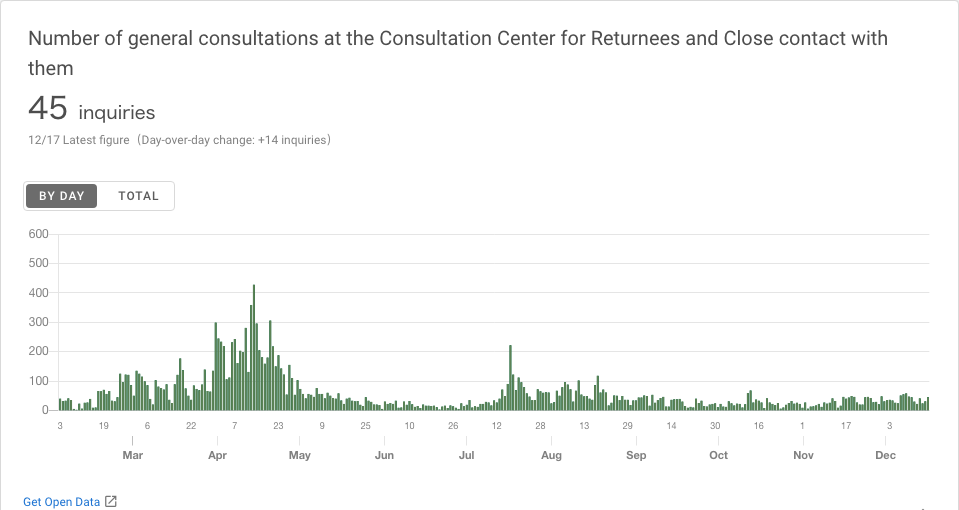 Number of general consultations at the Consultation Center for Returnees and Close contact with
them
45 inquiries
12/17 Latest figure (Day-over-day change: +14 inquiries)
BY DAY TOTAL
600
500
400
300
200
100
0
3 19 6 22 7 23 9 25 10 26 12 28 13 29 14 30 16 1 17 3
Mar Apr May Jun Jul Aug Sep Oct Nov Dec
Get Open Data